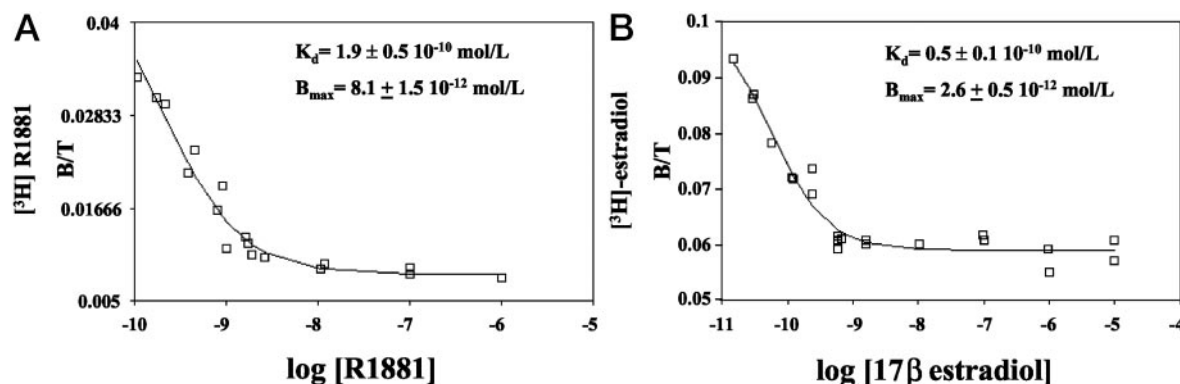 A
[³H] R1881
B/T
0.04
0.02833
0.01666
0.005
K_d= 1.9 ± 0.5 10⁻¹⁰ mol/L
B_max= 8.1 ± 1.5 10⁻¹² mol/L
-10 -9 -8 -7 -6 -5
log [R1881]
B
[³H]-estradiol
B/T
0.1
0.09
0.08
0.07
0.06
0.05
K_d= 0.5 ± 0.1 10⁻¹⁰ mol/L
B_max= 2.6 ± 0.5 10⁻¹² mol/L
-11 -10 -9 -8 -7 -6 -5 -4
log [17β estradiol]